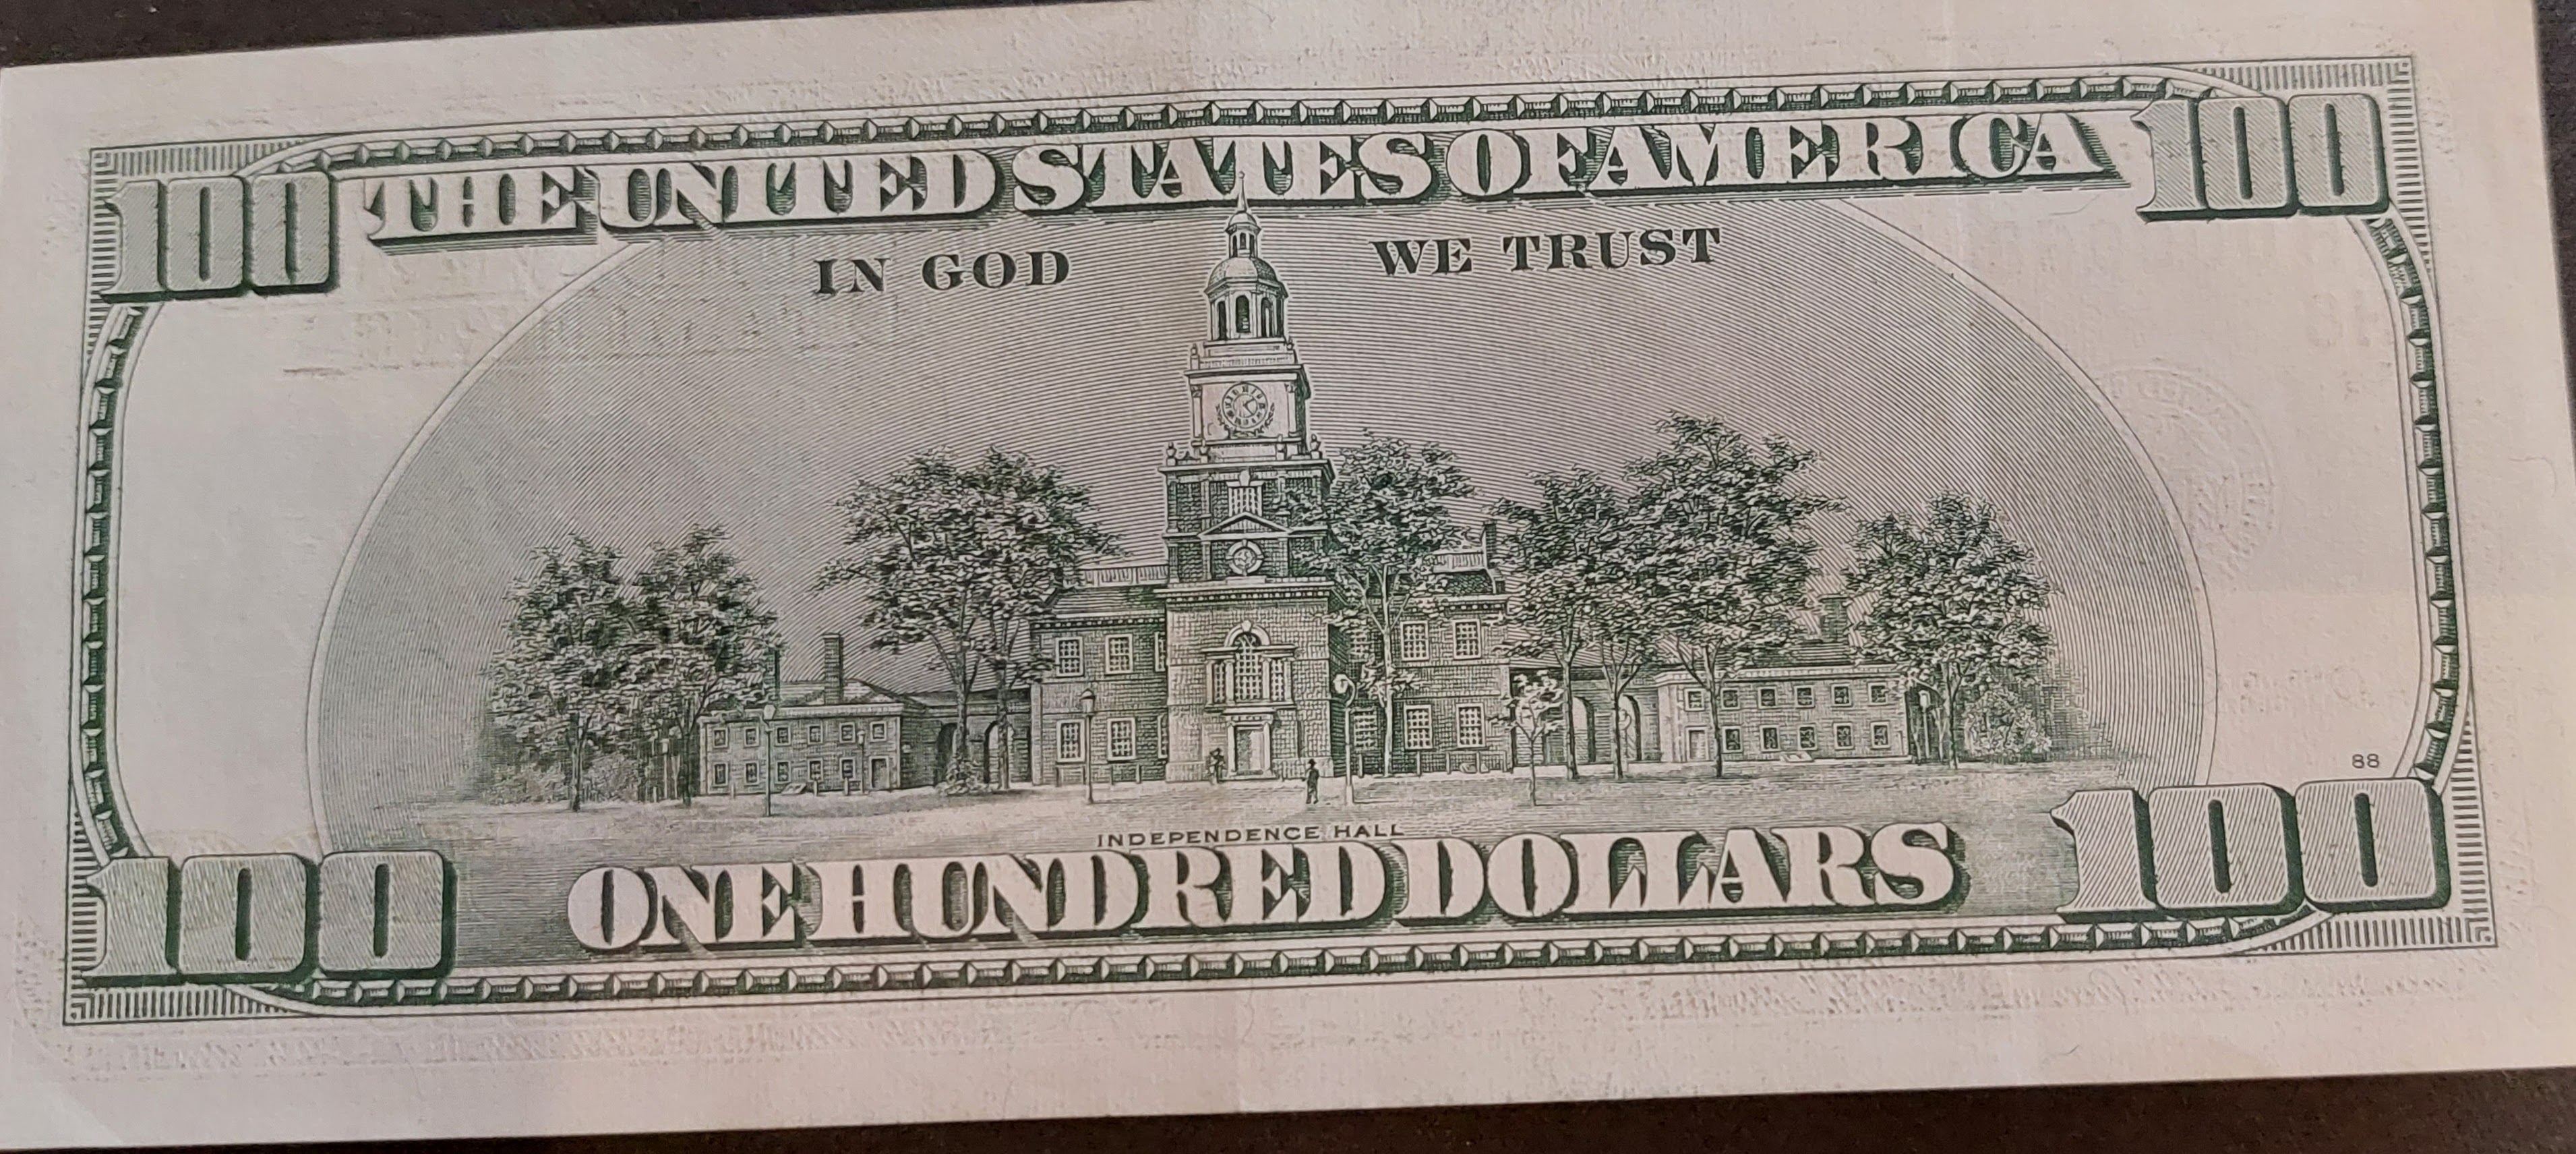 100 THE UNITED STATES OF AMERICA 100
IN GOD WE TRUST
88
INDEPENDENCE HALL
100 ONE HUNDRED DOLLARS 100